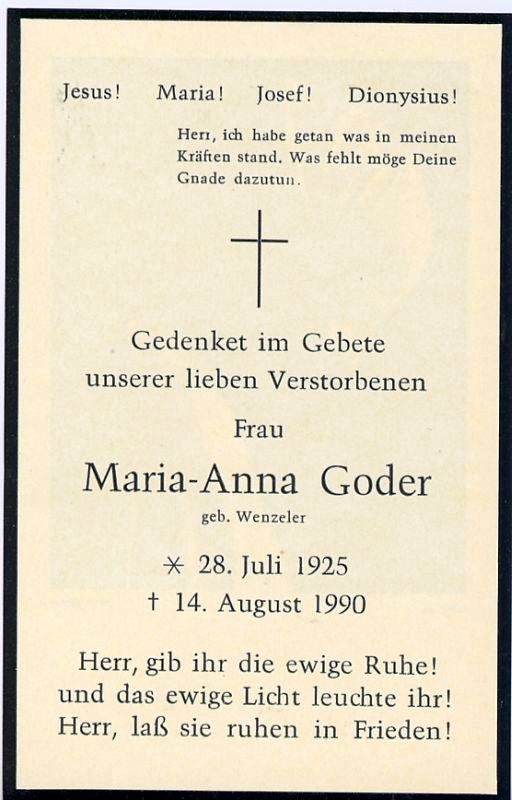 Jesus! Maria! Josef! Dionysius!
Herr, ich habe getan was in meinen
Kräften stand. Was fehlt möge Deine
Gnade dazutun.
Gedenket im Gebete
unserer lieben Verstorbenen
Frau
Maria-Anna Goder
geb. Wenzeler
* 28. Juli 1925
† 14. August 1990
Herr, gib ihr die ewige Ruhe!
und das ewige Licht leuchte ihr!
Herr, laß sie ruhen in Frieden!